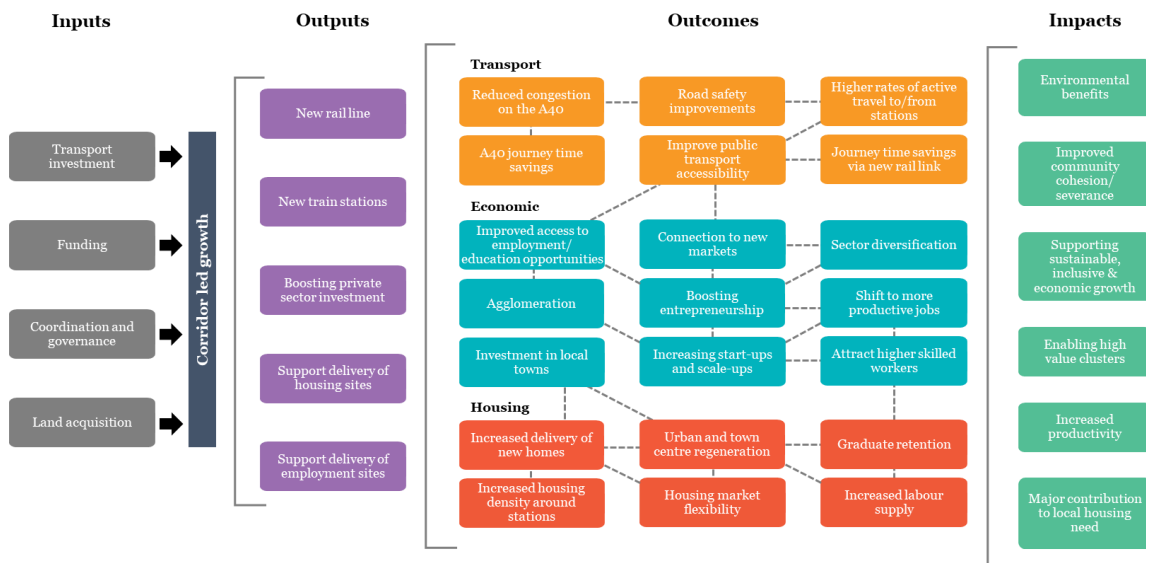 Inputs
Outputs
Outcomes
Impacts
Transport
investment
Funding
Coordination and
governance
Land acquisition
Corridor led growth
New rail line
New train stations
Boosting private
sector investment
Support delivery of
housing sites
Support delivery of
employment sites
Transport
Reduced congestion
on the A40
Road safety
improvements
Higher rates of active
travel to/from
stations
A40 journey time
savings
Improve public
transport
accessibility
Journey time savings
via new rail link
Economic
Improved access to
employment/
education opportunities
Connection to new
markets
Sector diversification
Agglomeration
Boosting
entrepreneurship
Shift to more
productive jobs
Investment in local
towns
Increasing start-ups
and scale-ups
Attract higher skilled
workers
Housing
Increased delivery of
new homes
Urban and town
centre regeneration
Graduate retention
Increased housing
density around
stations
Housing market
flexibility
Increased labour
supply
Environmental
benefits
Improved
community
cohesion/
severance
Supporting
sustainable,
inclusive &
economic growth
Enabling high
value clusters
Increased
productivity
Major contribution
to local housing
need